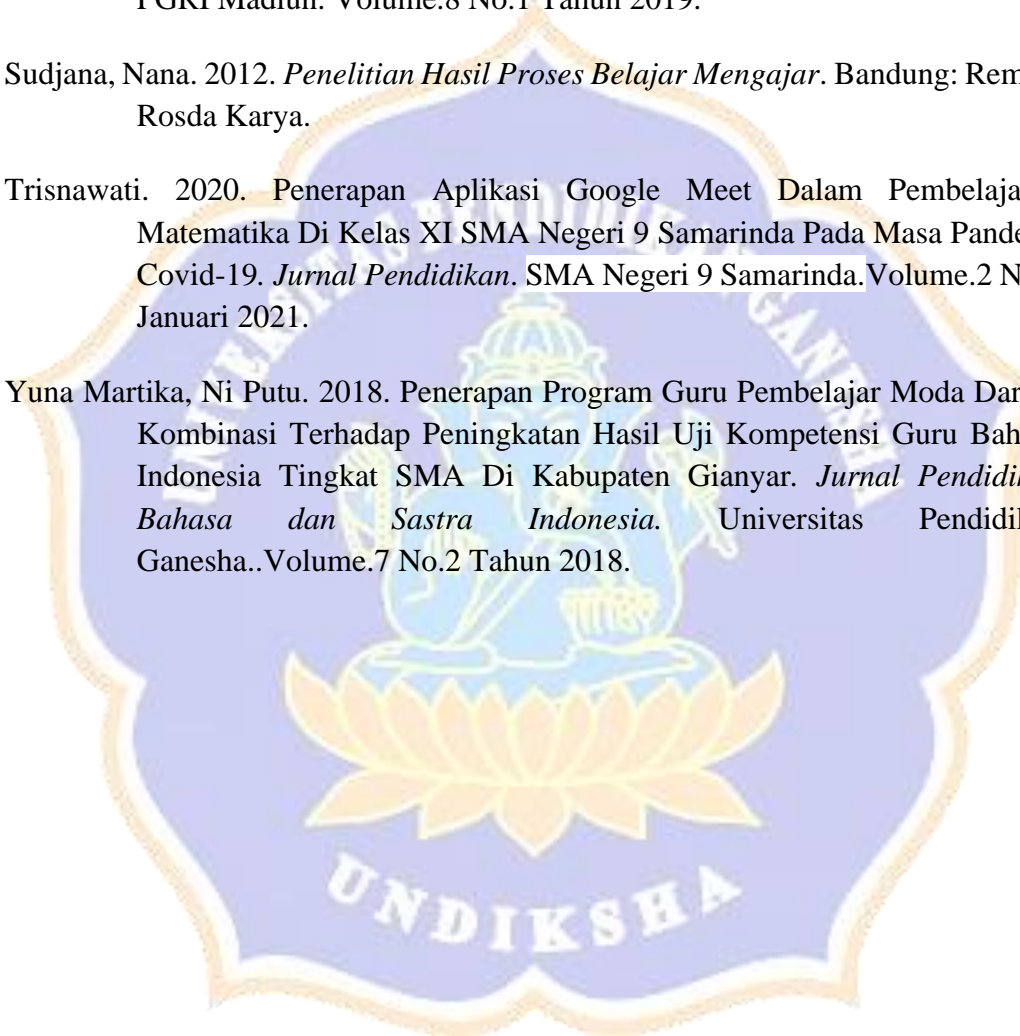 PGRI Madiun. Volume.8 No.1 Tahun 2019.
Sudjana, Nana. 2012. Penelitian Hasil Proses Belajar Mengajar. Bandung: Rem
Rosda Karya.
Trisnawati. 2020. Penerapan Aplikasi Google Meet Dalam Pembelaja
Matematika Di Kelas XI SMA Negeri 9 Samarinda Pada Masa Pande
Covid-19. Jurnal Pendidikan. SMA Negeri 9 Samarinda.Volume.2 N
Januari 2021.
Yuna Martika, Ni Putu. 2018. Penerapan Program Guru Pembelajar Moda Dar
Kombinasi Terhadap Peningkatan Hasil Uji Kompetensi Guru Bah
Indonesia Tingkat SMA Di Kabupaten Gianyar. Jurnal Pendidi
Bahasa dan Sastra Indonesia. Universitas Pendidi
Ganesha..Volume.7 No.2 Tahun 2018.
UNIVERSITAS PENDIDIKAN GANESHA
UNDIKSHA